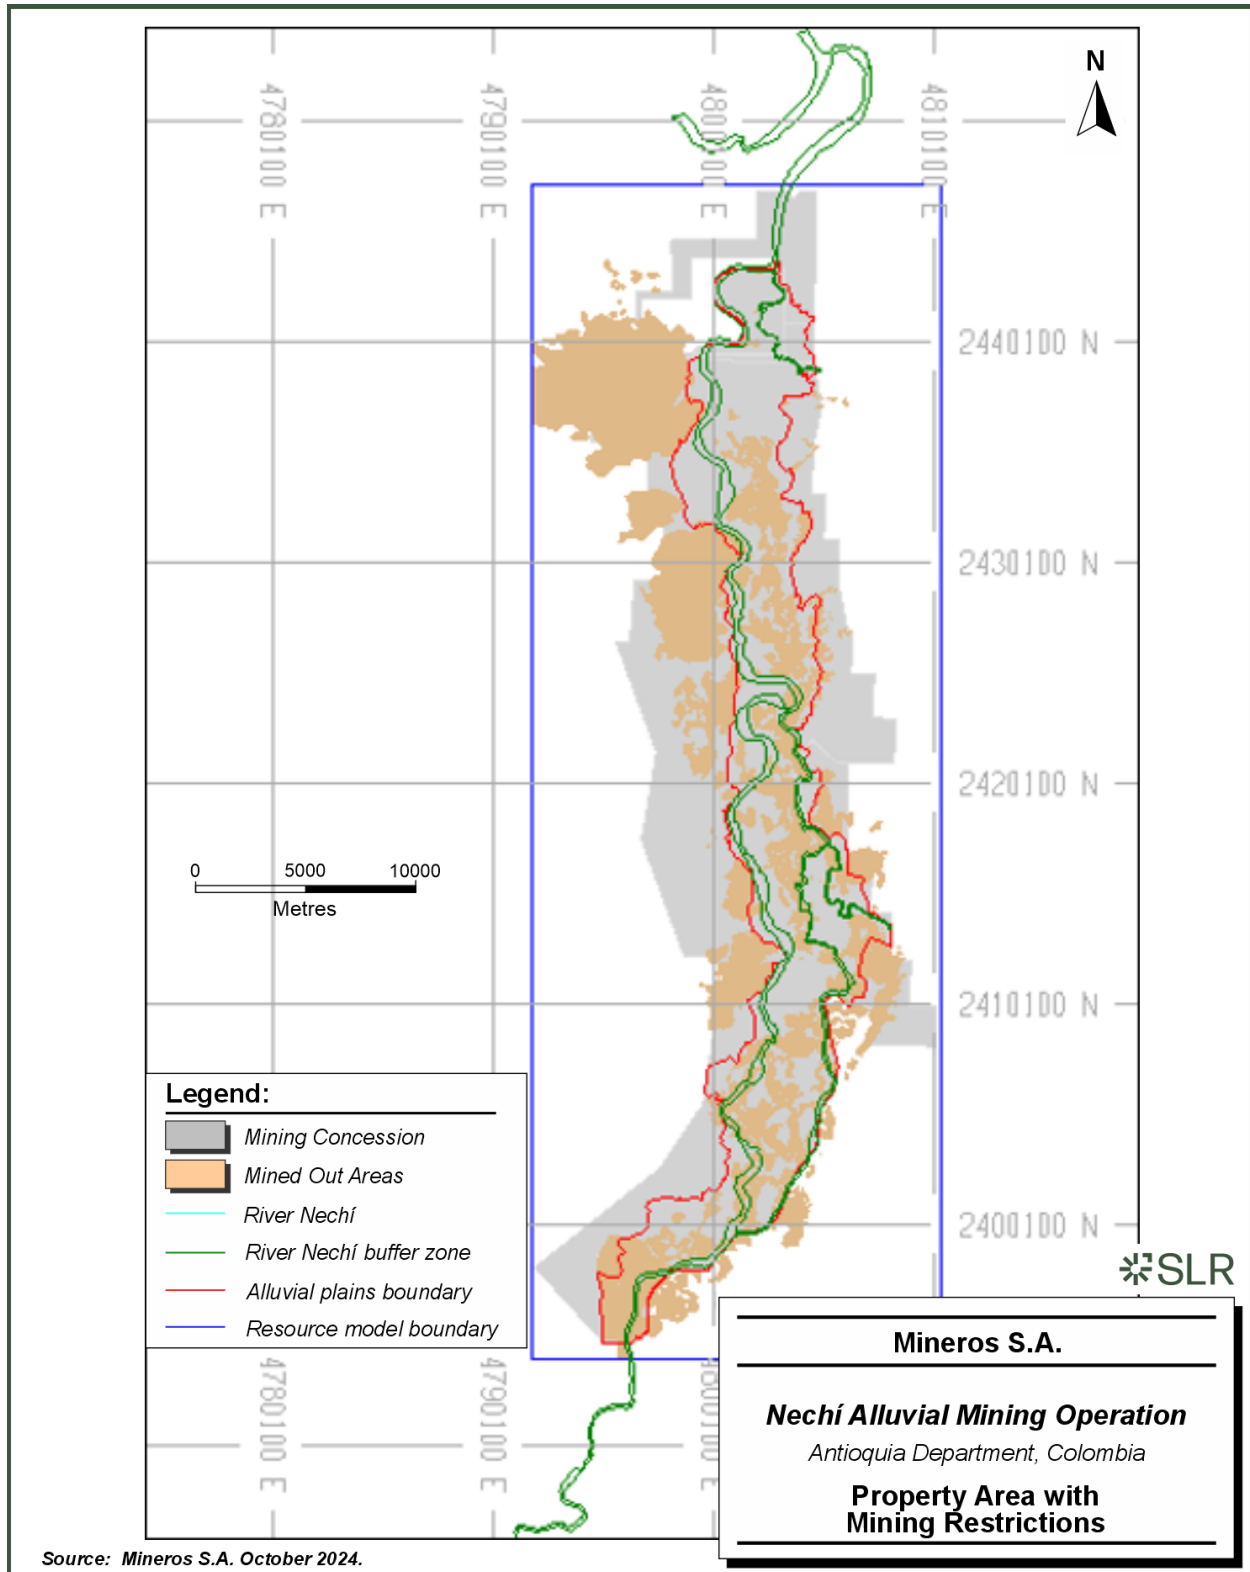 N
4780100 E
4790100 E
4800100 E
4810100 E
2440100 N
2430100 N
2420100 N
0 5000 10000
Metres
2410100 N
2400100 N
Legend:
Mining Concession
Mined Out Areas
River Nechí
River Nechí buffer zone
Alluvial plains boundary
Resource model boundary
4780100 E
4790100 E
4800100 E
SLR
Mineros S.A.
Nechí Alluvial Mining Operation
Antioquia Department, Colombia
Property Area with
Mining Restrictions
Source: Mineros S.A. October 2024.